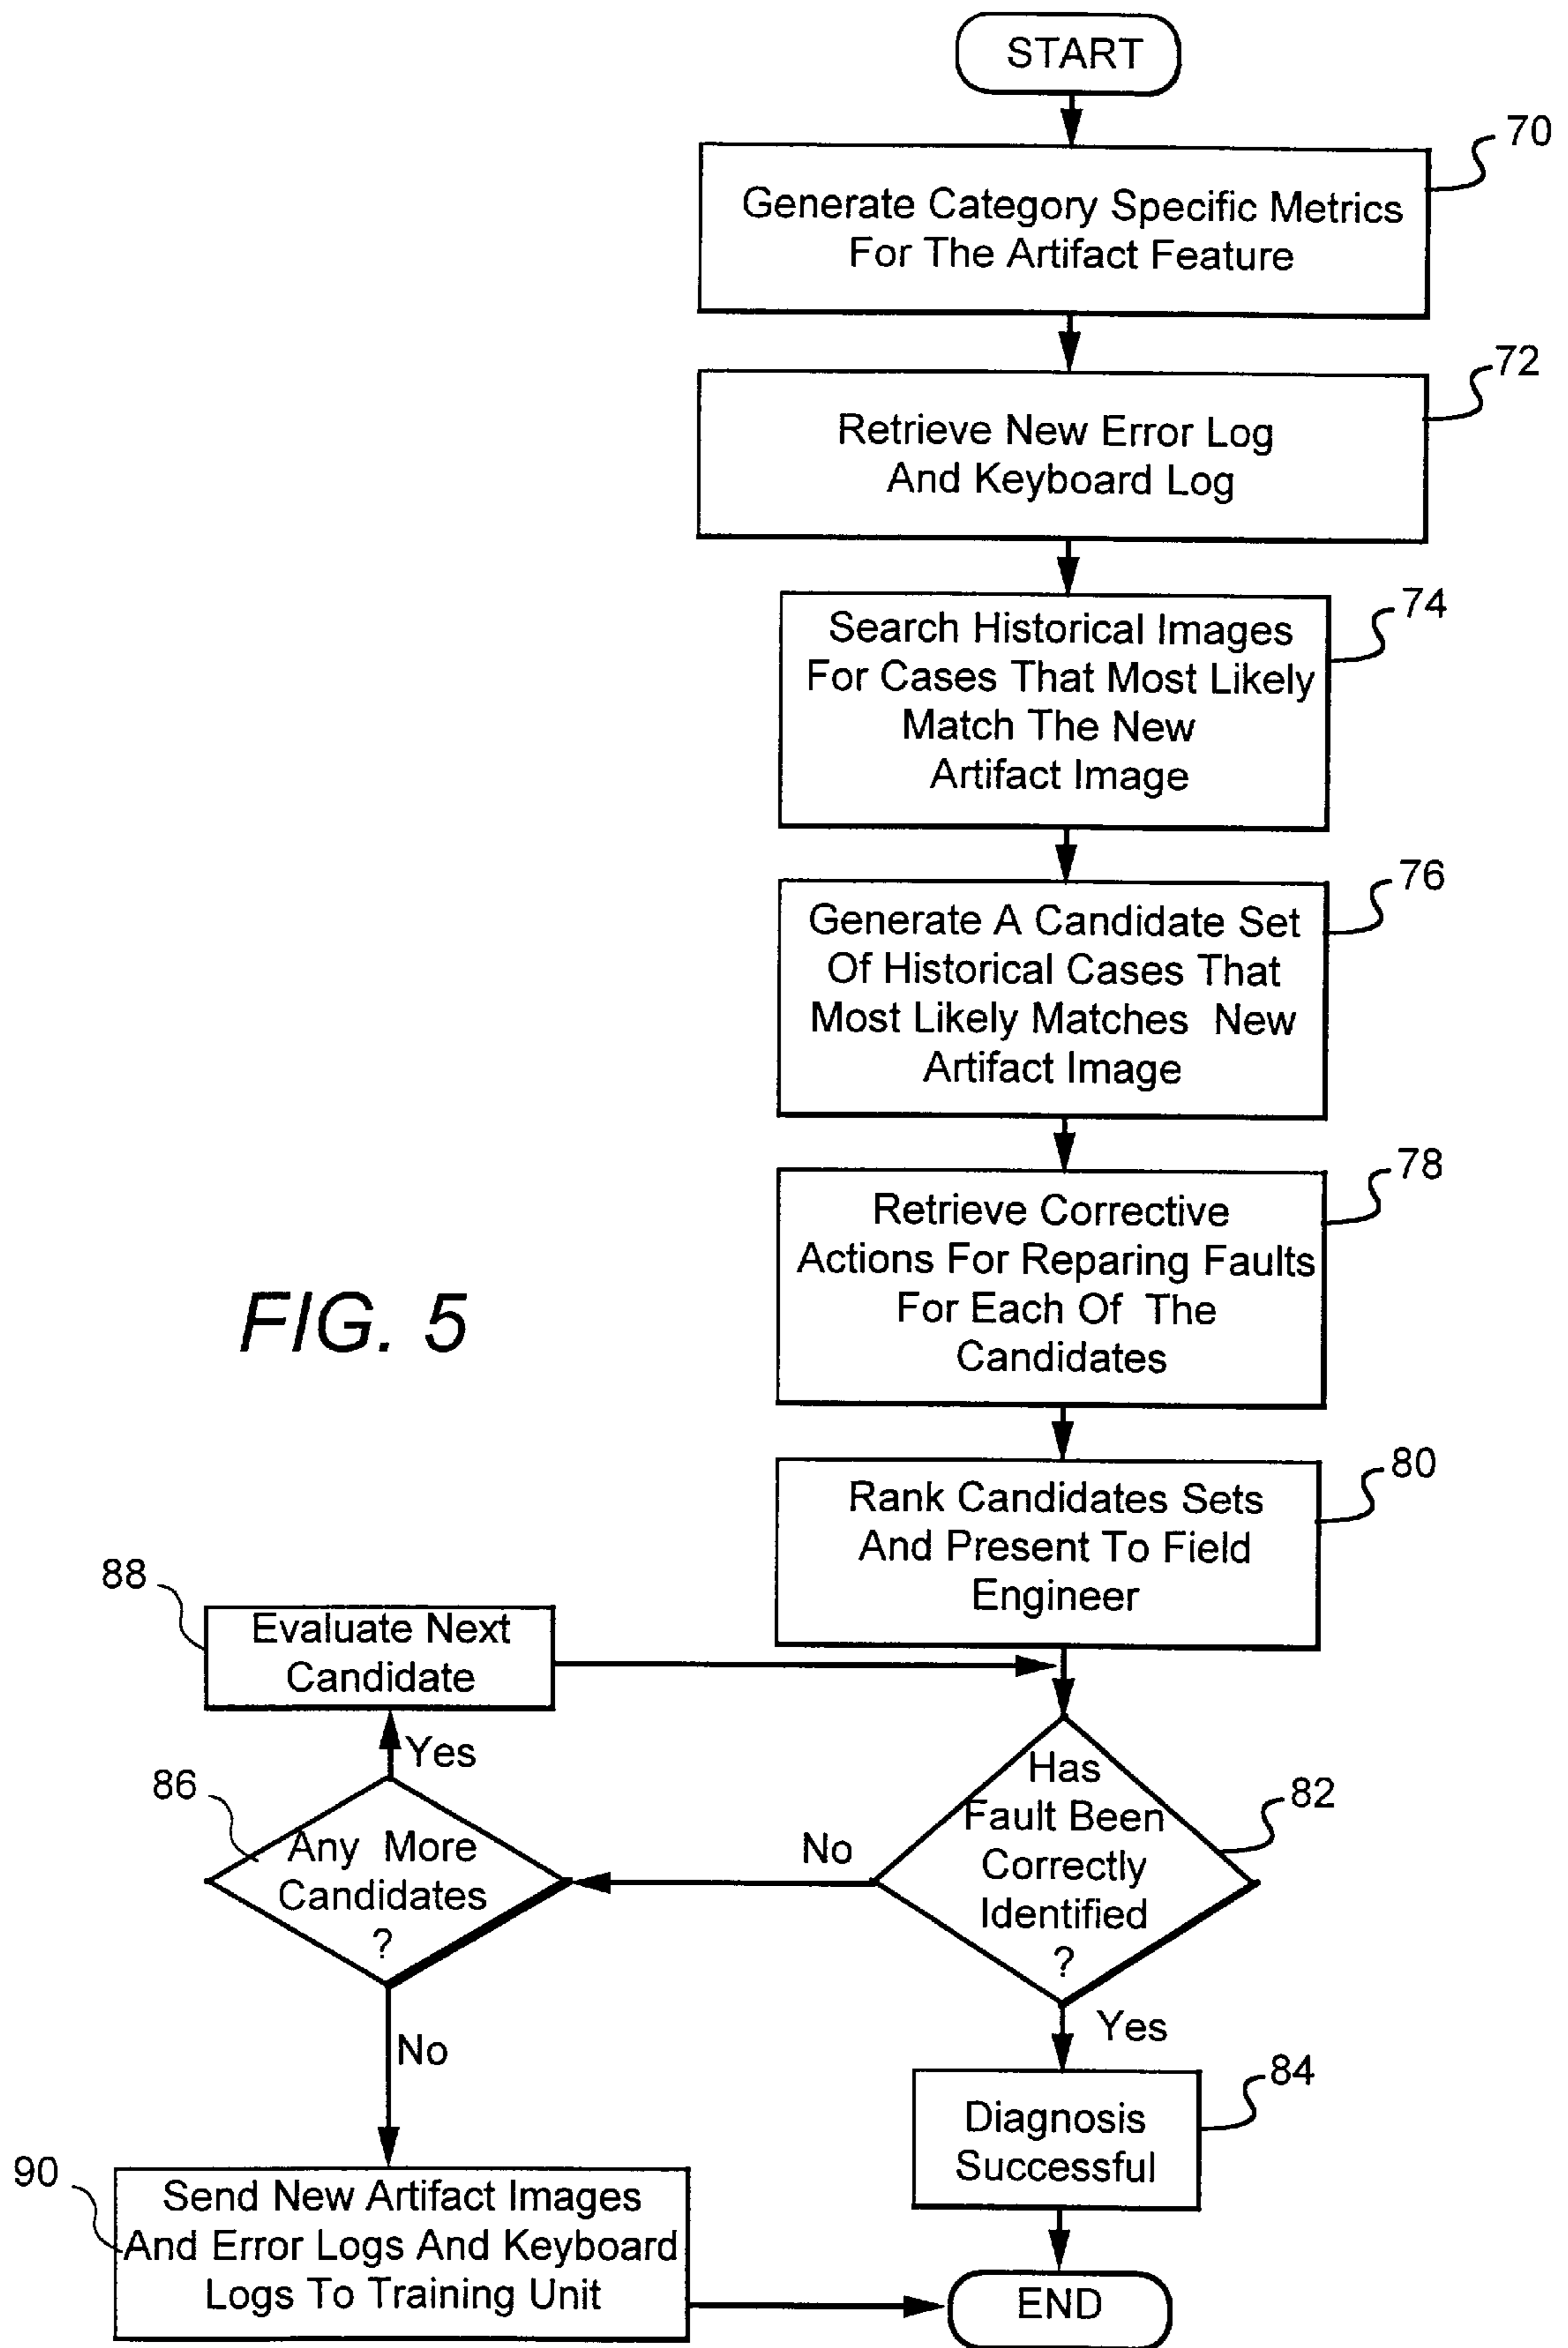 START
70
Generate Category Specific Metrics
For The Artifact Feature
72
Retrieve New Error Log
And Keyboard Log
74
Search Historical Images
For Cases That Most Likely
Match The New
Artifact Image
76
Generate A Candidate Set
Of Historical Cases That
Most Likely Matches New
Artifact Image
78
Retrieve Corrective
Actions For Reparing Faults
For Each Of The
Candidates
FIG. 5
80
Rank Candidates Sets
And Present To Field
Engineer
88
Evaluate Next
Candidate
Yes
86
Any More
Candidates
?
No
82
Has
Fault Been
Correctly
Identified
?
Yes
No
84
Diagnosis
Successful
90
Send New Artifact Images
And Error Logs And Keyboard
Logs To Training Unit
END